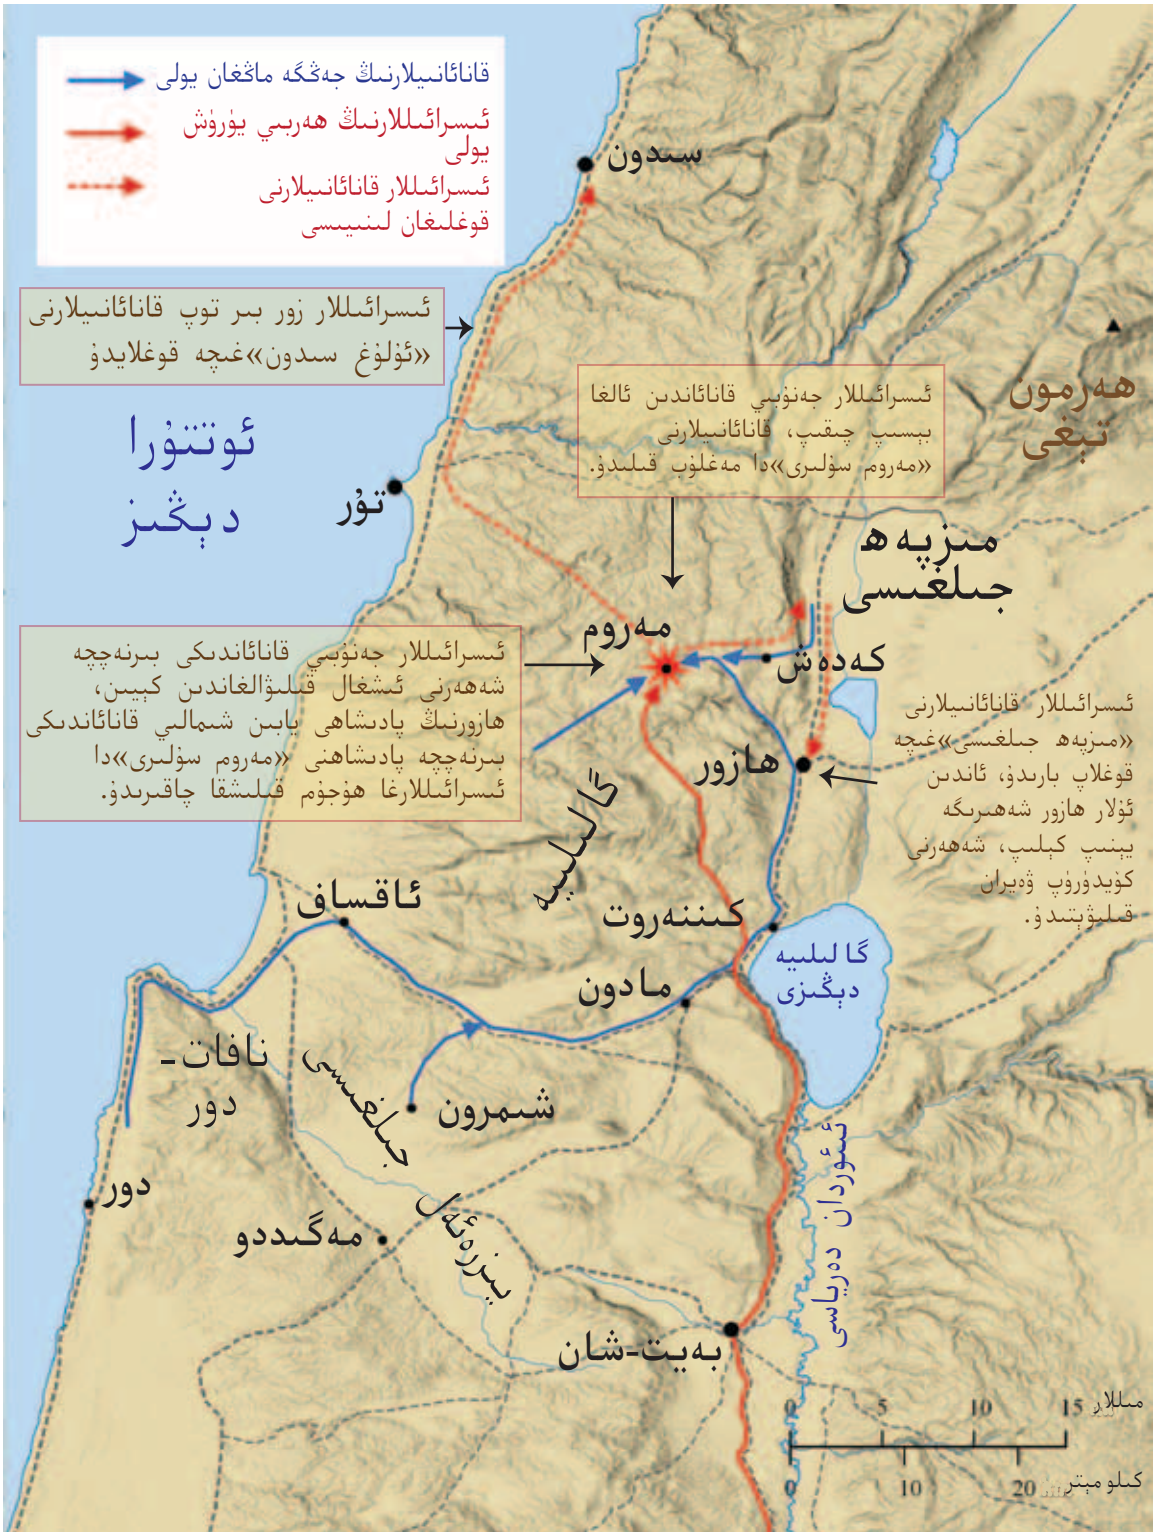 قانائانىيلارنىڭ جەڭگە ماڭغان يولى
ئىسرائىللارنىڭ ھەربىي يۈرۈش
يولى
ئىسرائىللار قانائانىيلارنى
قوغلىغان لىنىيىسى
سىدون
ئىسرائىللار زور بىر توپ قانائانىيلارنى
«ئۇلۇغ سىدون»غىچە قوغلايدۇ
ئوتتۇرا
دېڭىز
تۇر
ئىسرائىللار جەنۇبىي قانائاندىن ئالغا
بېسىپ چىقىپ، قانائانىيلارنى
«مەروم سۇلىرى»دا مەغلۇب قىلىدۇ.
ھەرمون
تېغى
مىزپەھ
جىلغىسى
مەروم
كەدەش
ئىسرائىللار جەنۇبىي قانائاندىكى بىرنەچچە
شەھەرنى ئىشغال قىلىۋالغاندىن كېيىن،
ھازورنىڭ پادىشاھى يابىن شىمالىي قانائاندىكى
بىرنەچچە پادىشاھنى «مەروم سۇلىرى»دا
ئىسرائىللارغا ھۇجۇم قىلىشقا چاقىرىدۇ.
ئىسرائىللار قانائانىيلارنى
«مىزپەھ جىلغىسى»غىچە
قوغلاپ بارىدۇ، ئاندىن
ئۇلار ھازور شەھىرىگە
يېنىپ كېلىپ، شەھەرنى
كۆيدۈرۈپ ۋەيران
قىلىۋېتىدۇ.
ھازور
گالىلىيە
ئاقساف
كىننەروت
گالىلىيە
دېڭىزى
مادون
نافات-
دور
شىمرون
جىلغىسى
يىزرەئەل
دور
مەگىددو
ئىئوردان دەرياسى
بەيت-شان
0 5 10 15 مىللار
0 10 20 كىلومېتىر